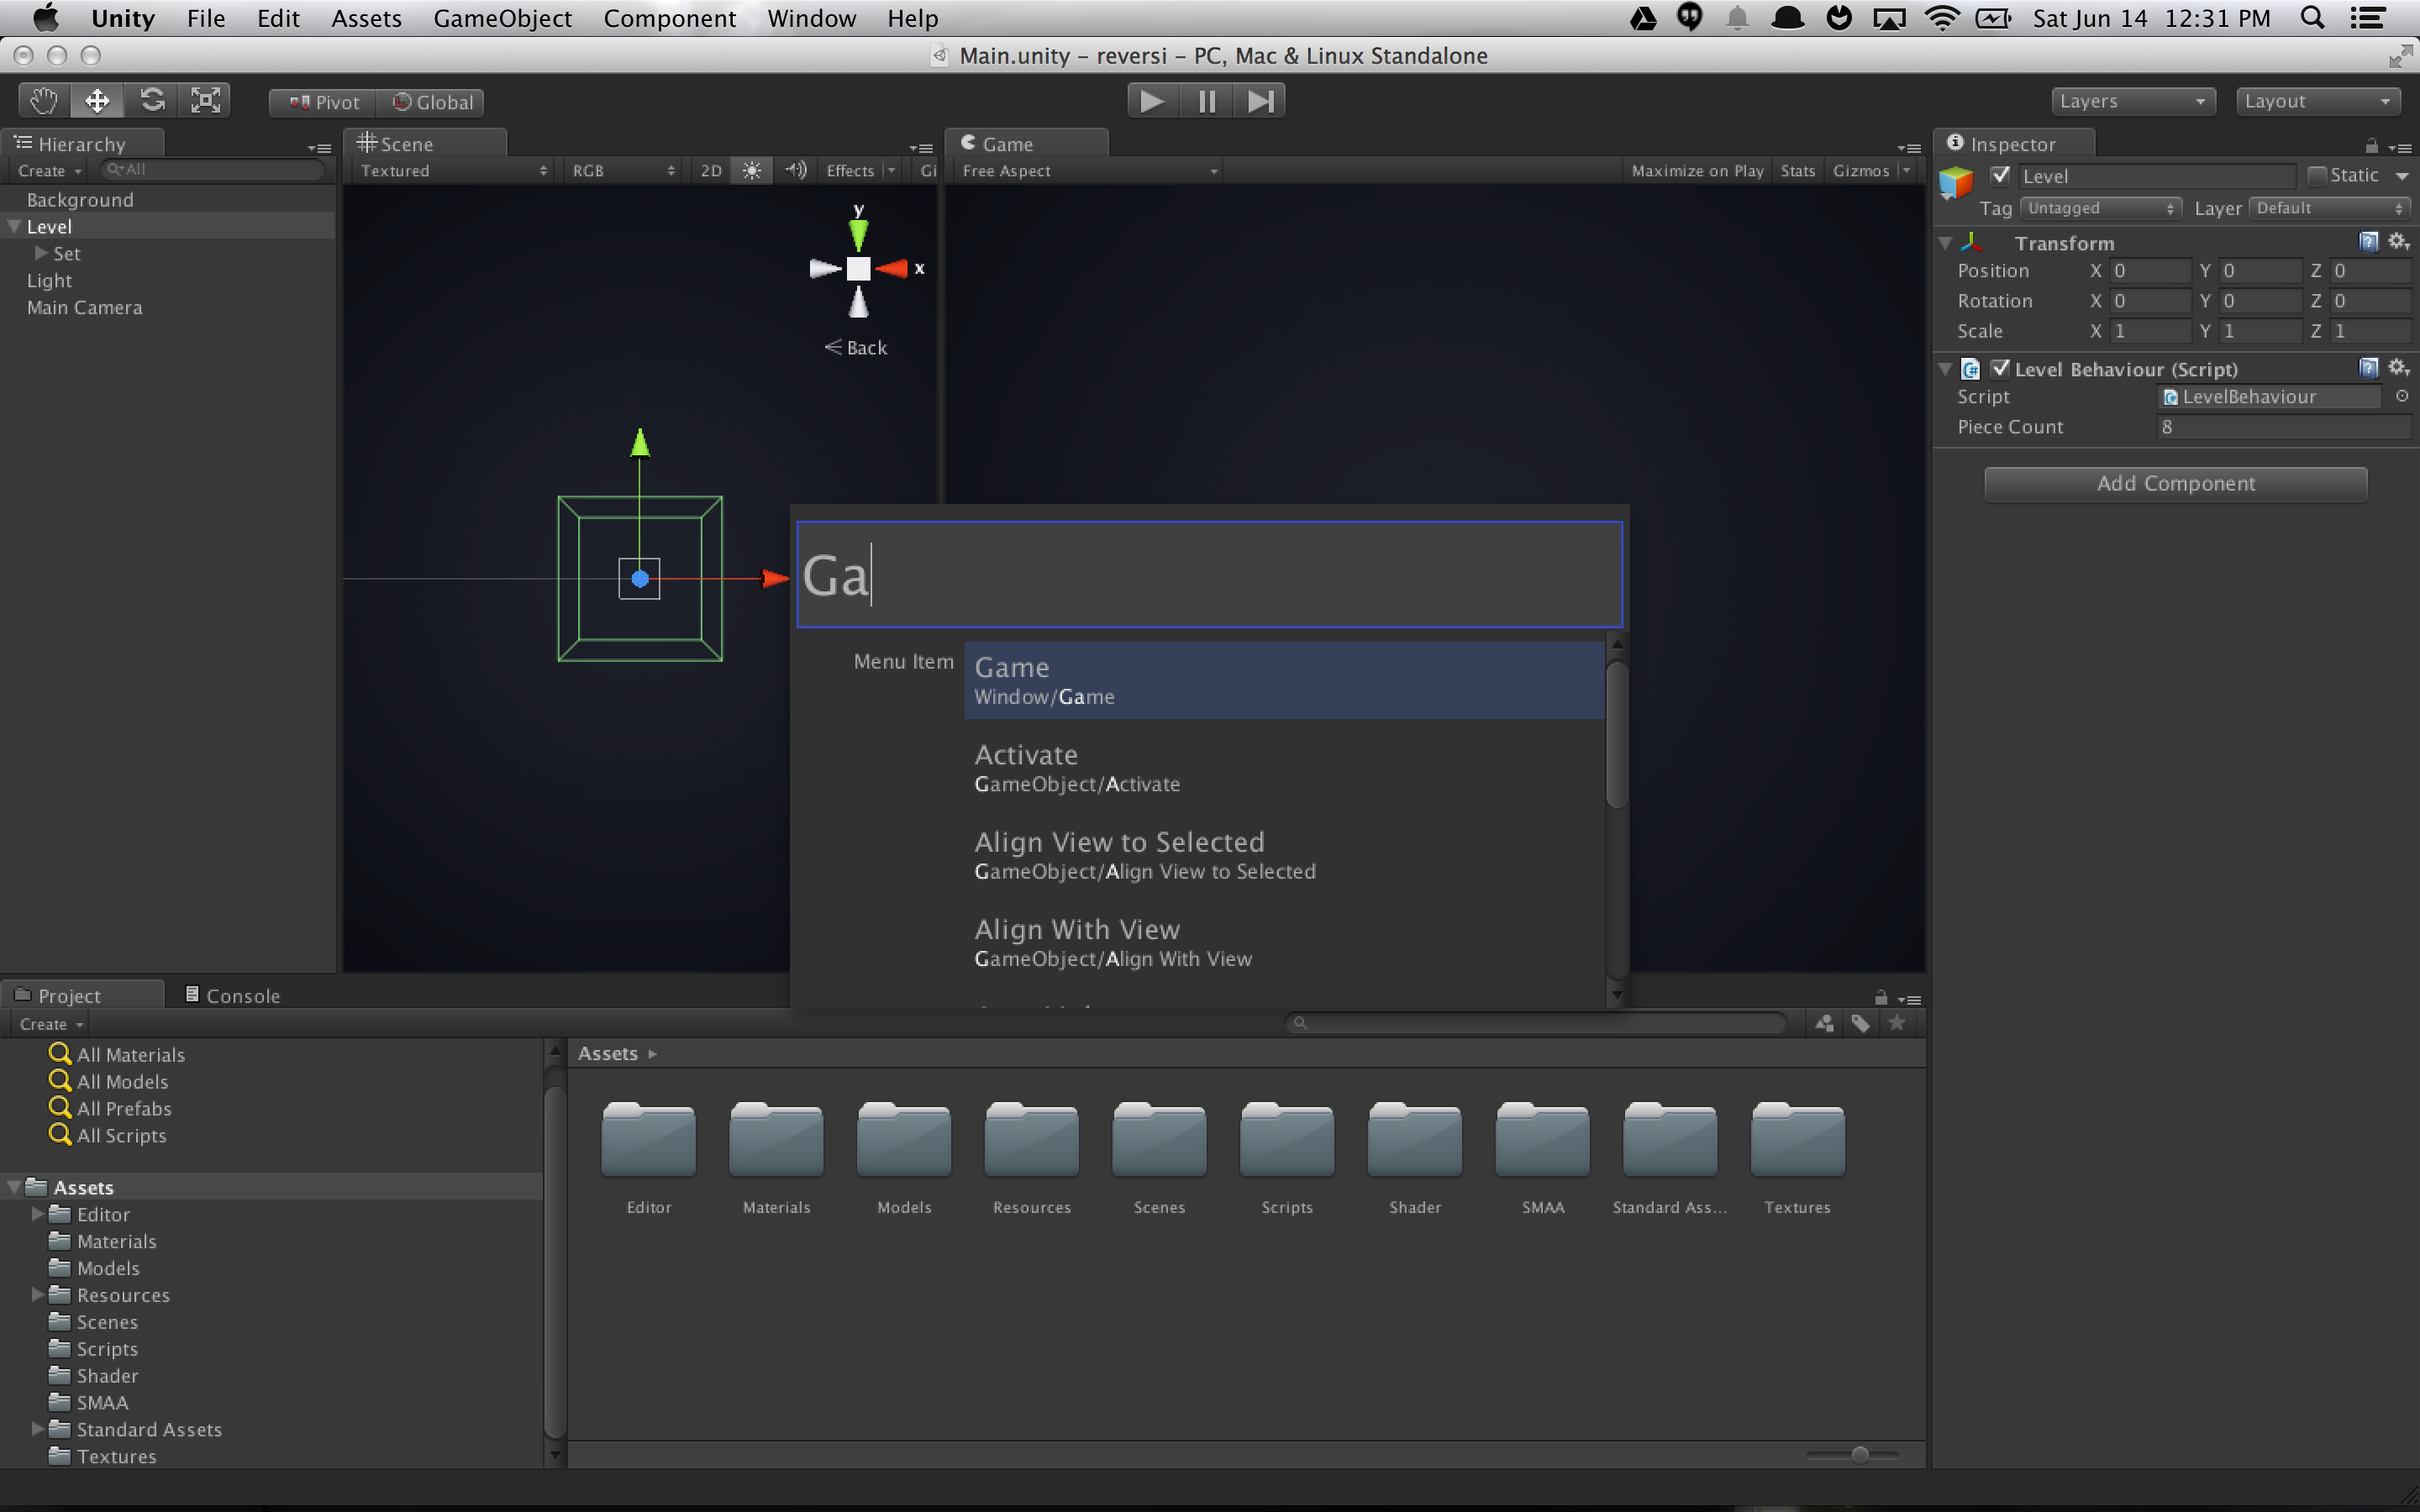 Unity File Edit Assets GameObject Component Window Help Sat Jun 14 12:31 PM
Main.unity – reversi – PC, Mac & Linux Standalone
Pivot Global Layers Layout
Hierarchy
Create All
Background
Level
Set
Light
Main Camera
Scene
Textured RGB 2D Effects Gi
y
x
Back
Game
Free Aspect Maximize on Play Stats Gizmos
Inspector
Level Static
Tag Untagged Layer Default
Transform
Position X 0 Y 0 Z 0
Rotation X 0 Y 0 Z 0
Scale X 1 Y 1 Z 1
Level Behaviour (Script)
Script LevelBehaviour
Piece Count 8
Add Component
Ga
Menu Item
Game
Window/Game
Activate
GameObject/Activate
Align View to Selected
GameObject/Align View to Selected
Align With View
GameObject/Align With View
Project Console
Create
All Materials
All Models
All Prefabs
All Scripts
Assets
Editor
Materials
Models
Resources
Scenes
Scripts
Shader
SMAA
Standard Assets
Textures
Assets
Editor Materials Models Resources Scenes Scripts Shader SMAA Standard Ass... Textures